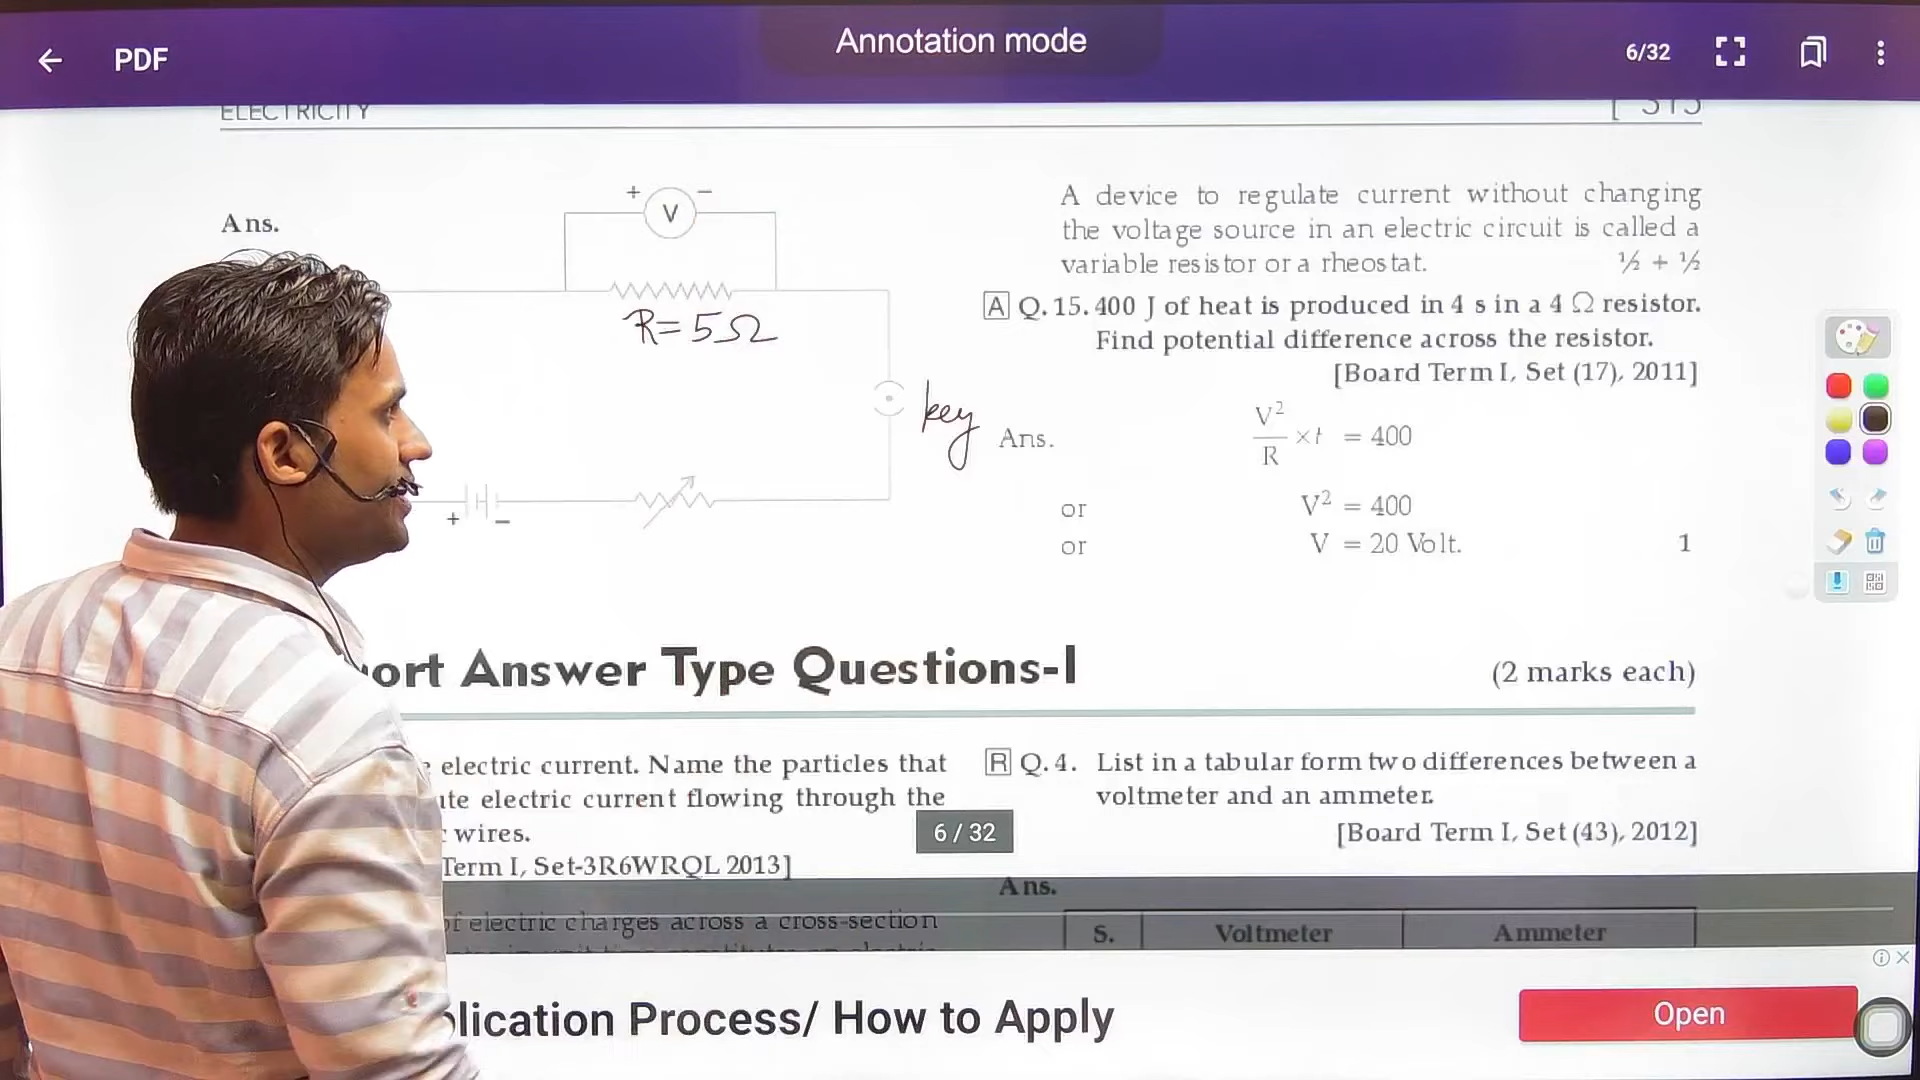 Annotation mode
PDF
6/32
ELECTRICITY
[ 315
Ans.
+ V −
R=5Ω
key
+ −
A device to regulate current without changing
the voltage source in an electric circuit is called a
variable resistor or a rheostat. ½ + ½
A Q. 15. 400 J of heat is produced in 4 s in a 4 Ω resistor.
Find potential difference across the resistor.
[Board Term I, Set (17), 2011]
Ans. V²/R × t = 400
or V² = 400
or V = 20 Volt. 1
ort Answer Type Questions-I (2 marks each)
electric current. Name the particles that
electric current flowing through the
wires.
Term I, Set-3R6WRQL 2013]
of electric charges across a cross-section
R Q. 4. List in a tabular form two differences between a
voltmeter and an ammeter.
[Board Term I, Set (43), 2012]
6 / 32
Ans.
S. Voltmeter Ammeter
lication Process/ How to Apply
Open